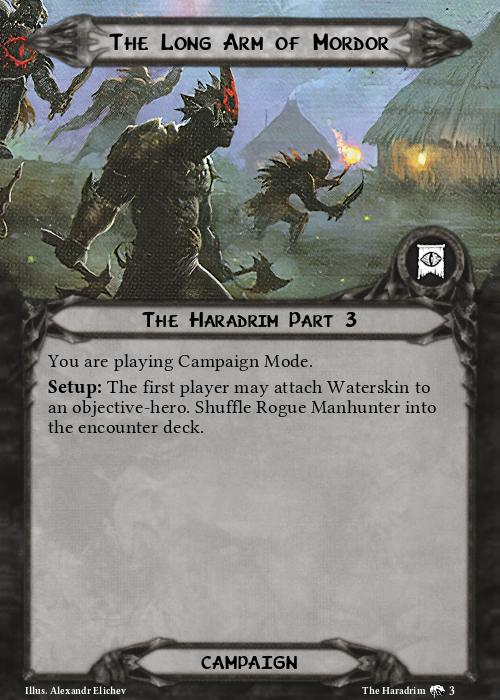 The Long Arm of Mordor
The Haradrim Part 3
You are playing Campaign Mode.
Setup: The first player may attach Waterskin to
an objective-hero. Shuffle Rogue Manhunter into
the encounter deck.
CAMPAIGN
Illus. Alexandr Elichev
The Haradrim 3